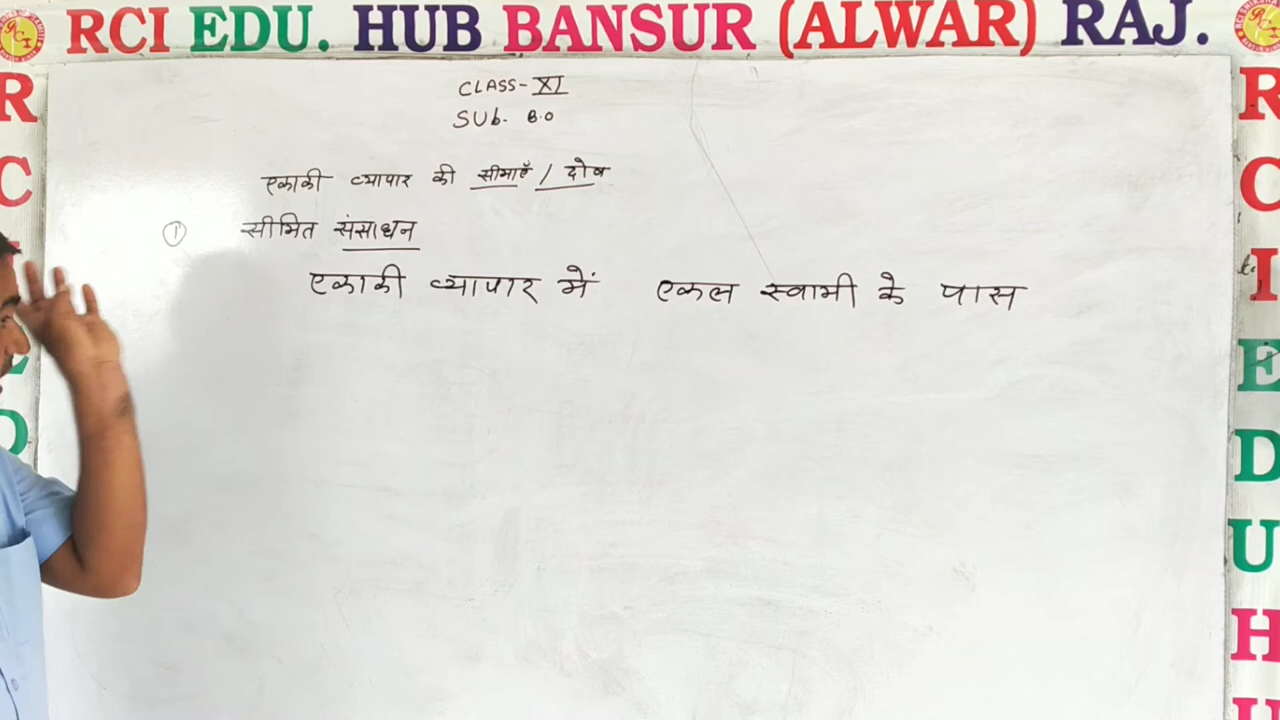 RCI EDU. HUB BANSUR (ALWAR) RAJ.
CLASS-XI
SUb- B.O
एकाकी व्यापार की सीमाएँ / दोष
① सीमित संसाधन
एकाकी व्यापार में एकल स्वामी के पास
R
C
R
C
I
E
D
U
H
U